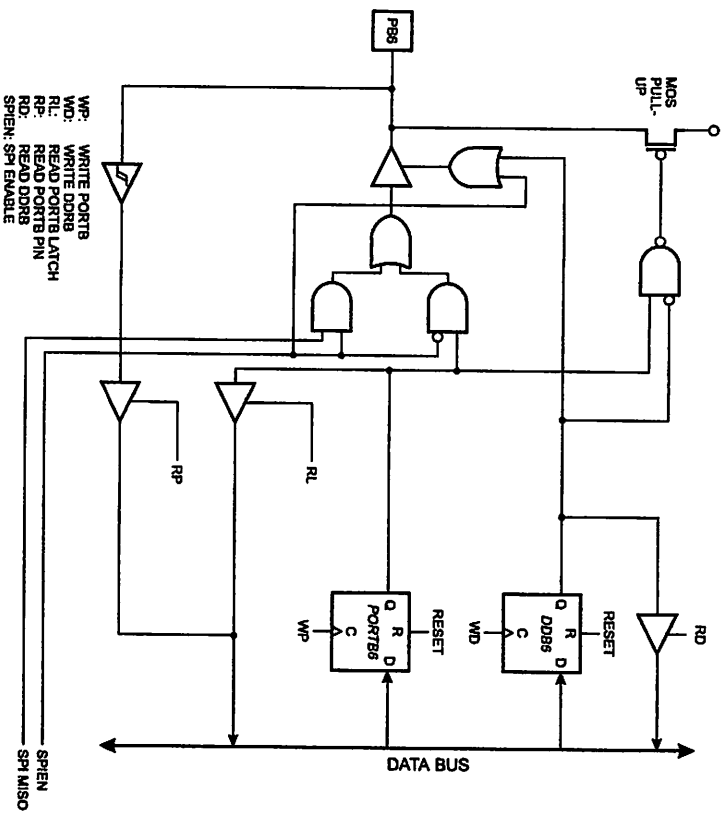 MOS
PULL-
UP
PB6
RD
RESET
R
Q DDB6 D
C
WD
RESET
R
Q PORTB6 D
C
WP
RL
RP
DATA BUS
WP: WRITE PORTB
WD: WRITE DDRB
RL: READ PORTB LATCH
RP: READ PORTB PIN
RD: READ DDRB
SPIEN: SPI ENABLE
SPIEN
SPI MISO